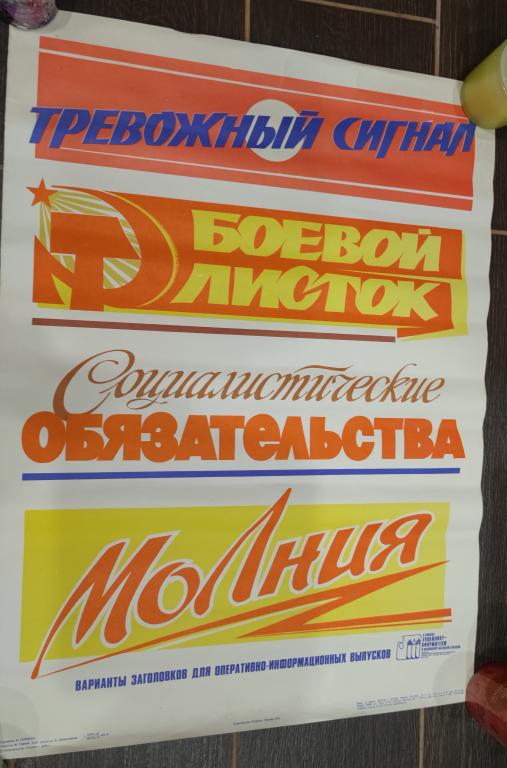 ТРЕВОЖНЫЙ СИГНАЛ
БОЕВОЙ
ЛИСТОК
Социалистические
ОБЯЗАТЕЛЬСТВА
МОЛНИЯ
ВАРИАНТЫ ЗАГОЛОВКОВ ДЛЯ ОПЕРАТИВНО-ИНФОРМАЦИОННЫХ ВЫПУСКОВ